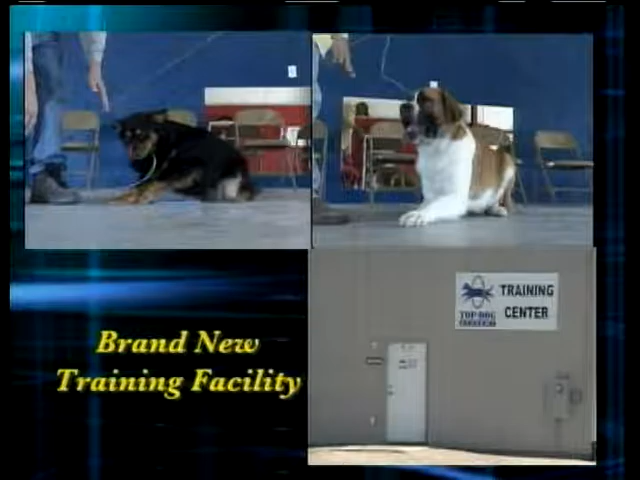 TRAINING
CENTER
TOP DOG
Brand New
Training Facility